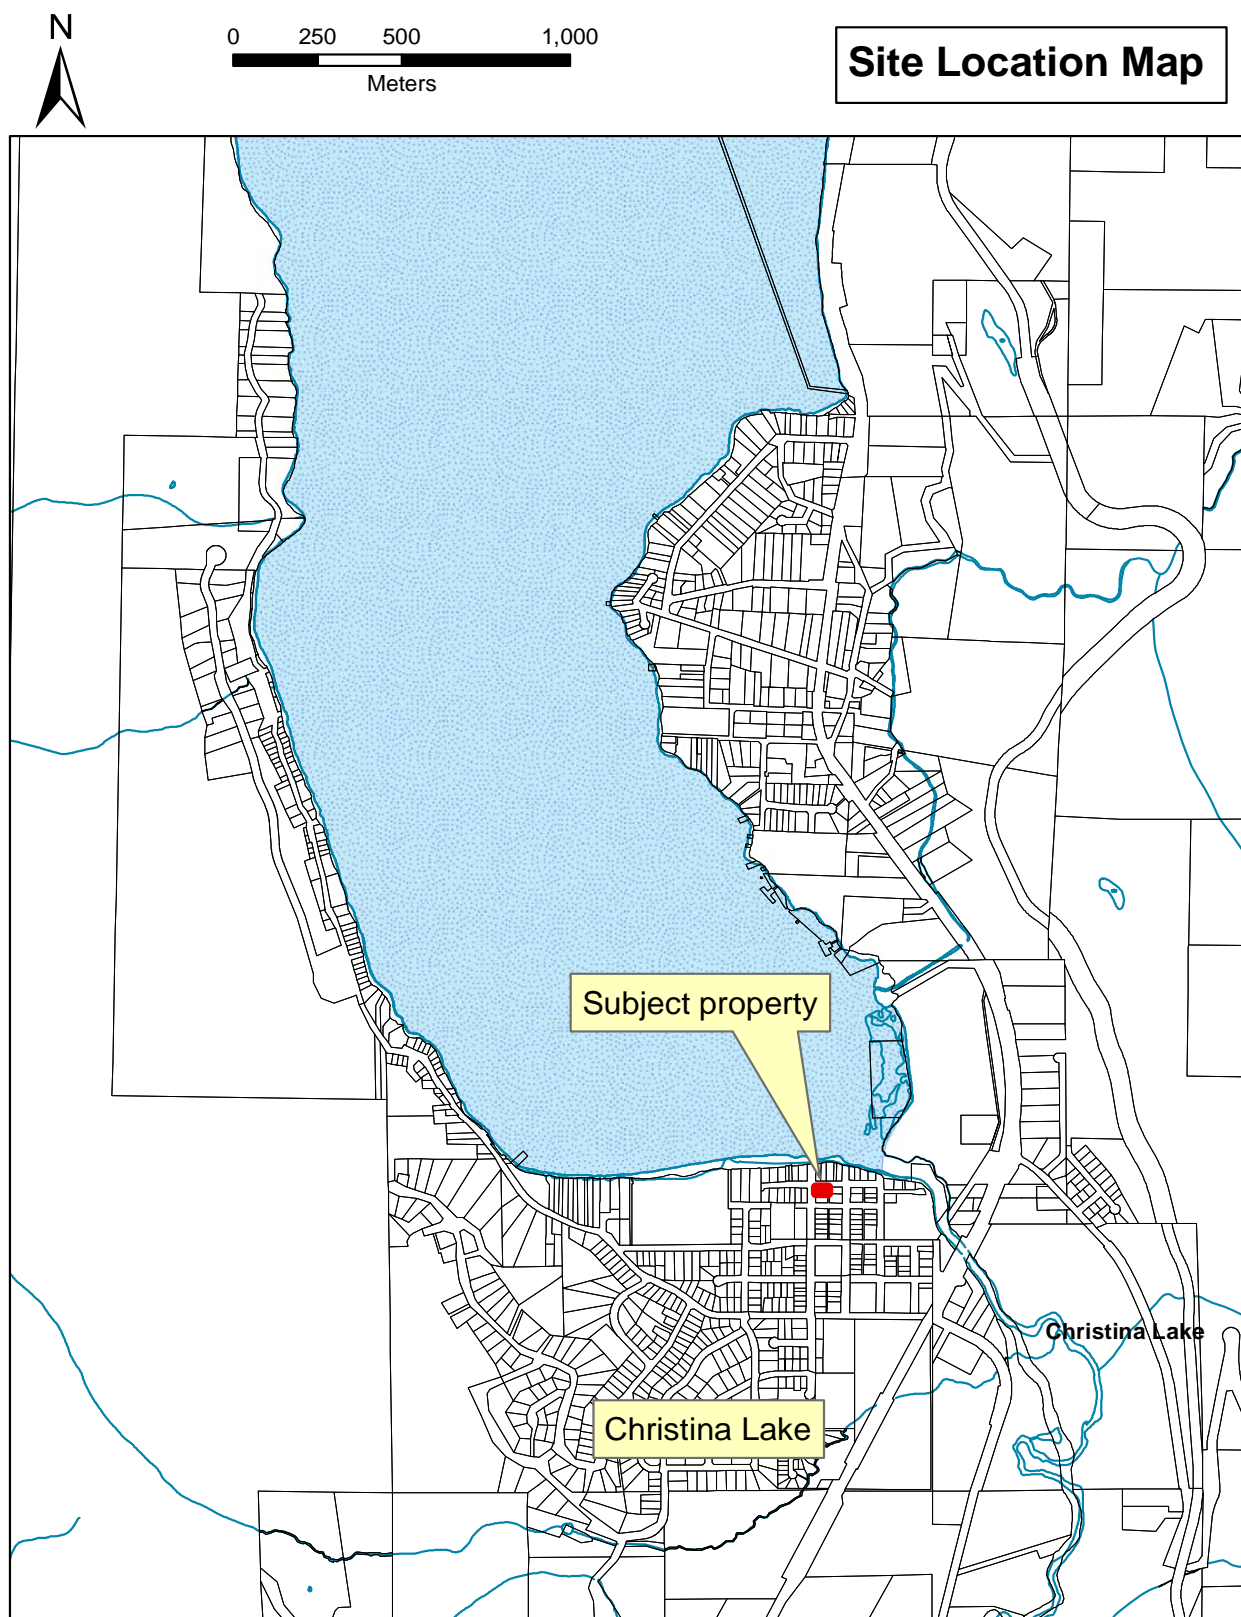 N
0 250 500 1,000
Meters
Site Location Map
Subject property
Christina Lake
Christina Lake